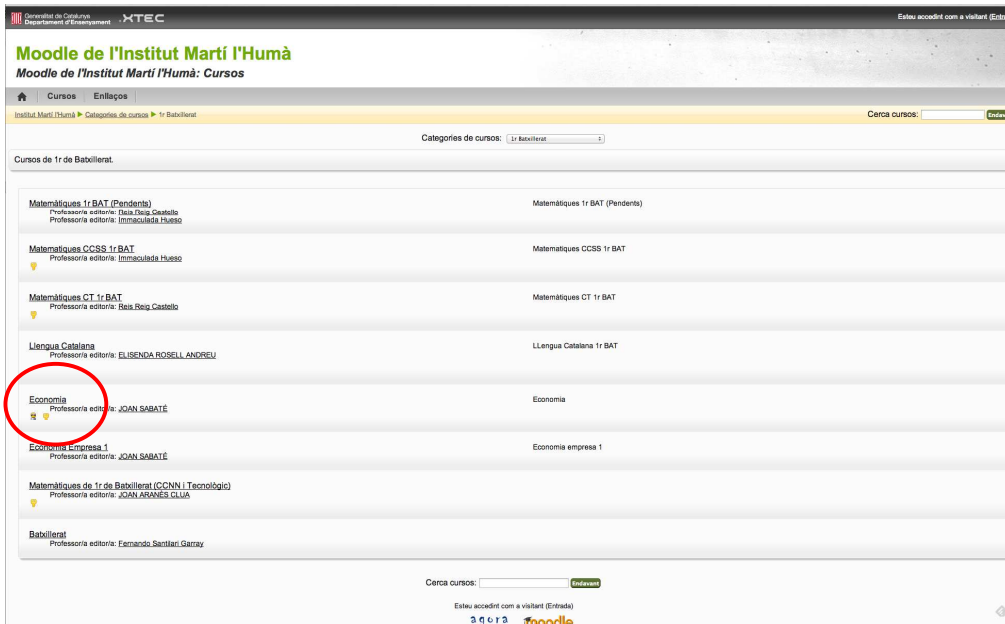 Generalitat de Catalunya
Departament d'Ensenyament XTEC
Esteu accedint com a visitant (Entra
Moodle de l'Institut Martí l'Humà
Moodle de l'Institut Martí l'Humà: Cursos
Cursos Enllaços
Institut Martí l'Humà Categories de cursos 1r Batxillerat
Cerca cursos: Endav
Categories de cursos: 1r Batxillerat
Cursos de 1r de Batxillerat.
Matemàtiques 1r BAT (Pendents) Matemàtiques 1r BAT (Pendents)
Professor/a editor/a: Reis Reig Castello
Professor/a editor/a: Immaculada Hueso
Matematiques CCSS 1r BAT Matematiques CCSS 1r BAT
Professor/a editor/a: Immaculada Hueso
Matemàtiques CT 1r BAT Matemàtiques CT 1r BAT
Professor/a editor/a: Reis Reig Castello
Llengua Catalana LLengua Catalana 1r BAT
Professor/a editor/a: ELISENDA ROSELL ANDREU
Economia Economia
Professor/a editor/a: JOAN SABATÉ
Economia Empresa 1 Economia empresa 1
Professor/a editor/a: JOAN SABATÉ
Matemàtiques de 1r de Batxillerat (CCNN i Tecnològic)
Professor/a editor/a: JOAN ARANÉS CLUA
Batxillerat
Professor/a editor/a: Fernando Santilari Garray
Cerca cursos: Endavant
Esteu accedint com a visitant (Entrada)
agora moodle